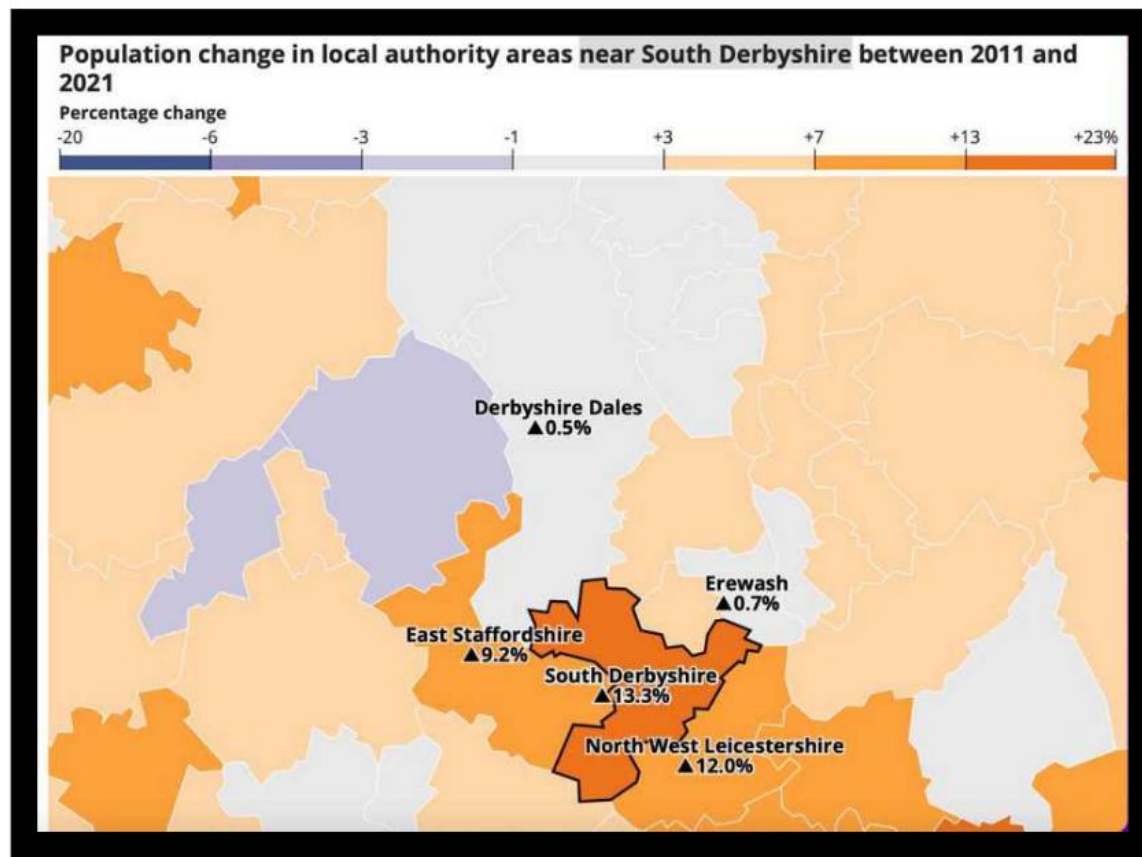 Population change in local authority areas near South Derbyshire between 2011 and
2021
Percentage change
-20 -6 -3 -1 +3 +7 +13 +23%
Derbyshire Dales
▲0.5%
Erewash
▲0.7%
East Staffordshire
▲9.2%
South Derbyshire
▲13.3%
North West Leicestershire
▲12.0%